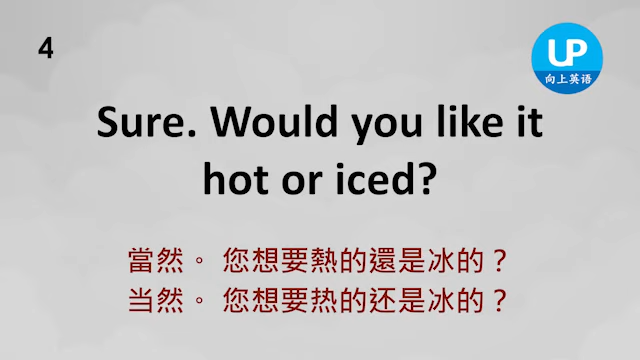 4
UP
向上英语
Sure. Would you like it
hot or iced?
當然。 您想要熱的還是冰的？
当然。 您想要热的还是冰的？